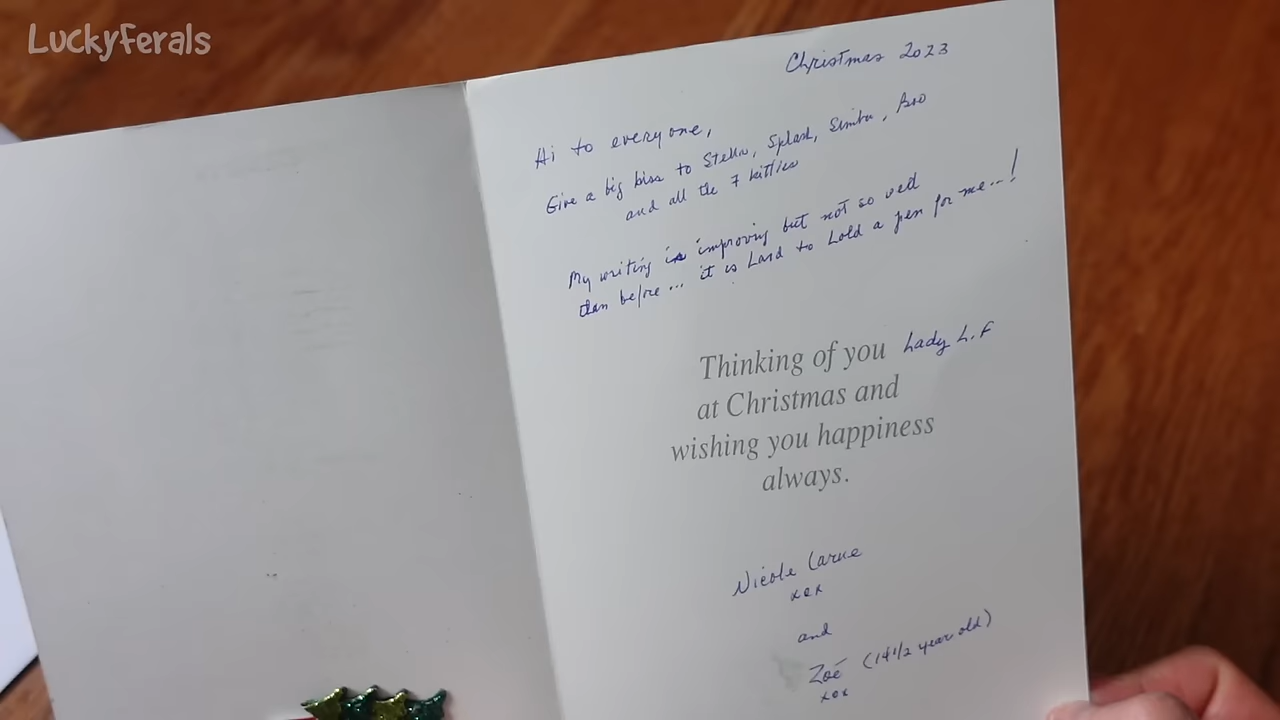 LuckyFerals
Christmas 2023
Hi to everyone,
Give a big kiss to Stella, Splash, Simba, Boo
and all the 7 kitties
My writing is improving but not so well
than before... it is hard to hold a pen for me...!
Thinking of you Lady L.F
at Christmas and
wishing you happiness
always.
Nicole Larue
xox
and
Zoé (14 1/2 year old)
xox